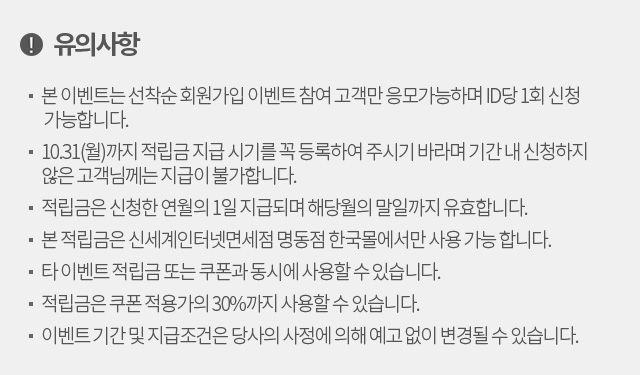 ! 유의사항
▪ 본 이벤트는 선착순 회원가입 이벤트 참여 고객만 응모가능하며 ID당 1회 신청
가능합니다.
▪ 10.31(월)까지 적립금 지급 시기를 꼭 등록하여 주시기 바라며 기간 내 신청하지
않은 고객님께는 지급이 불가합니다.
▪ 적립금은 신청한 연월의 1일 지급되며 해당월의 말일까지 유효합니다.
▪ 본 적립금은 신세계인터넷면세점 명동점 한국몰에서만 사용 가능 합니다.
▪ 타 이벤트 적립금 또는 쿠폰과 동시에 사용할 수 있습니다.
▪ 적립금은 쿠폰 적용가의 30%까지 사용할 수 있습니다.
▪ 이벤트 기간 및 지급조건은 당사의 사정에 의해 예고 없이 변경될 수 있습니다.